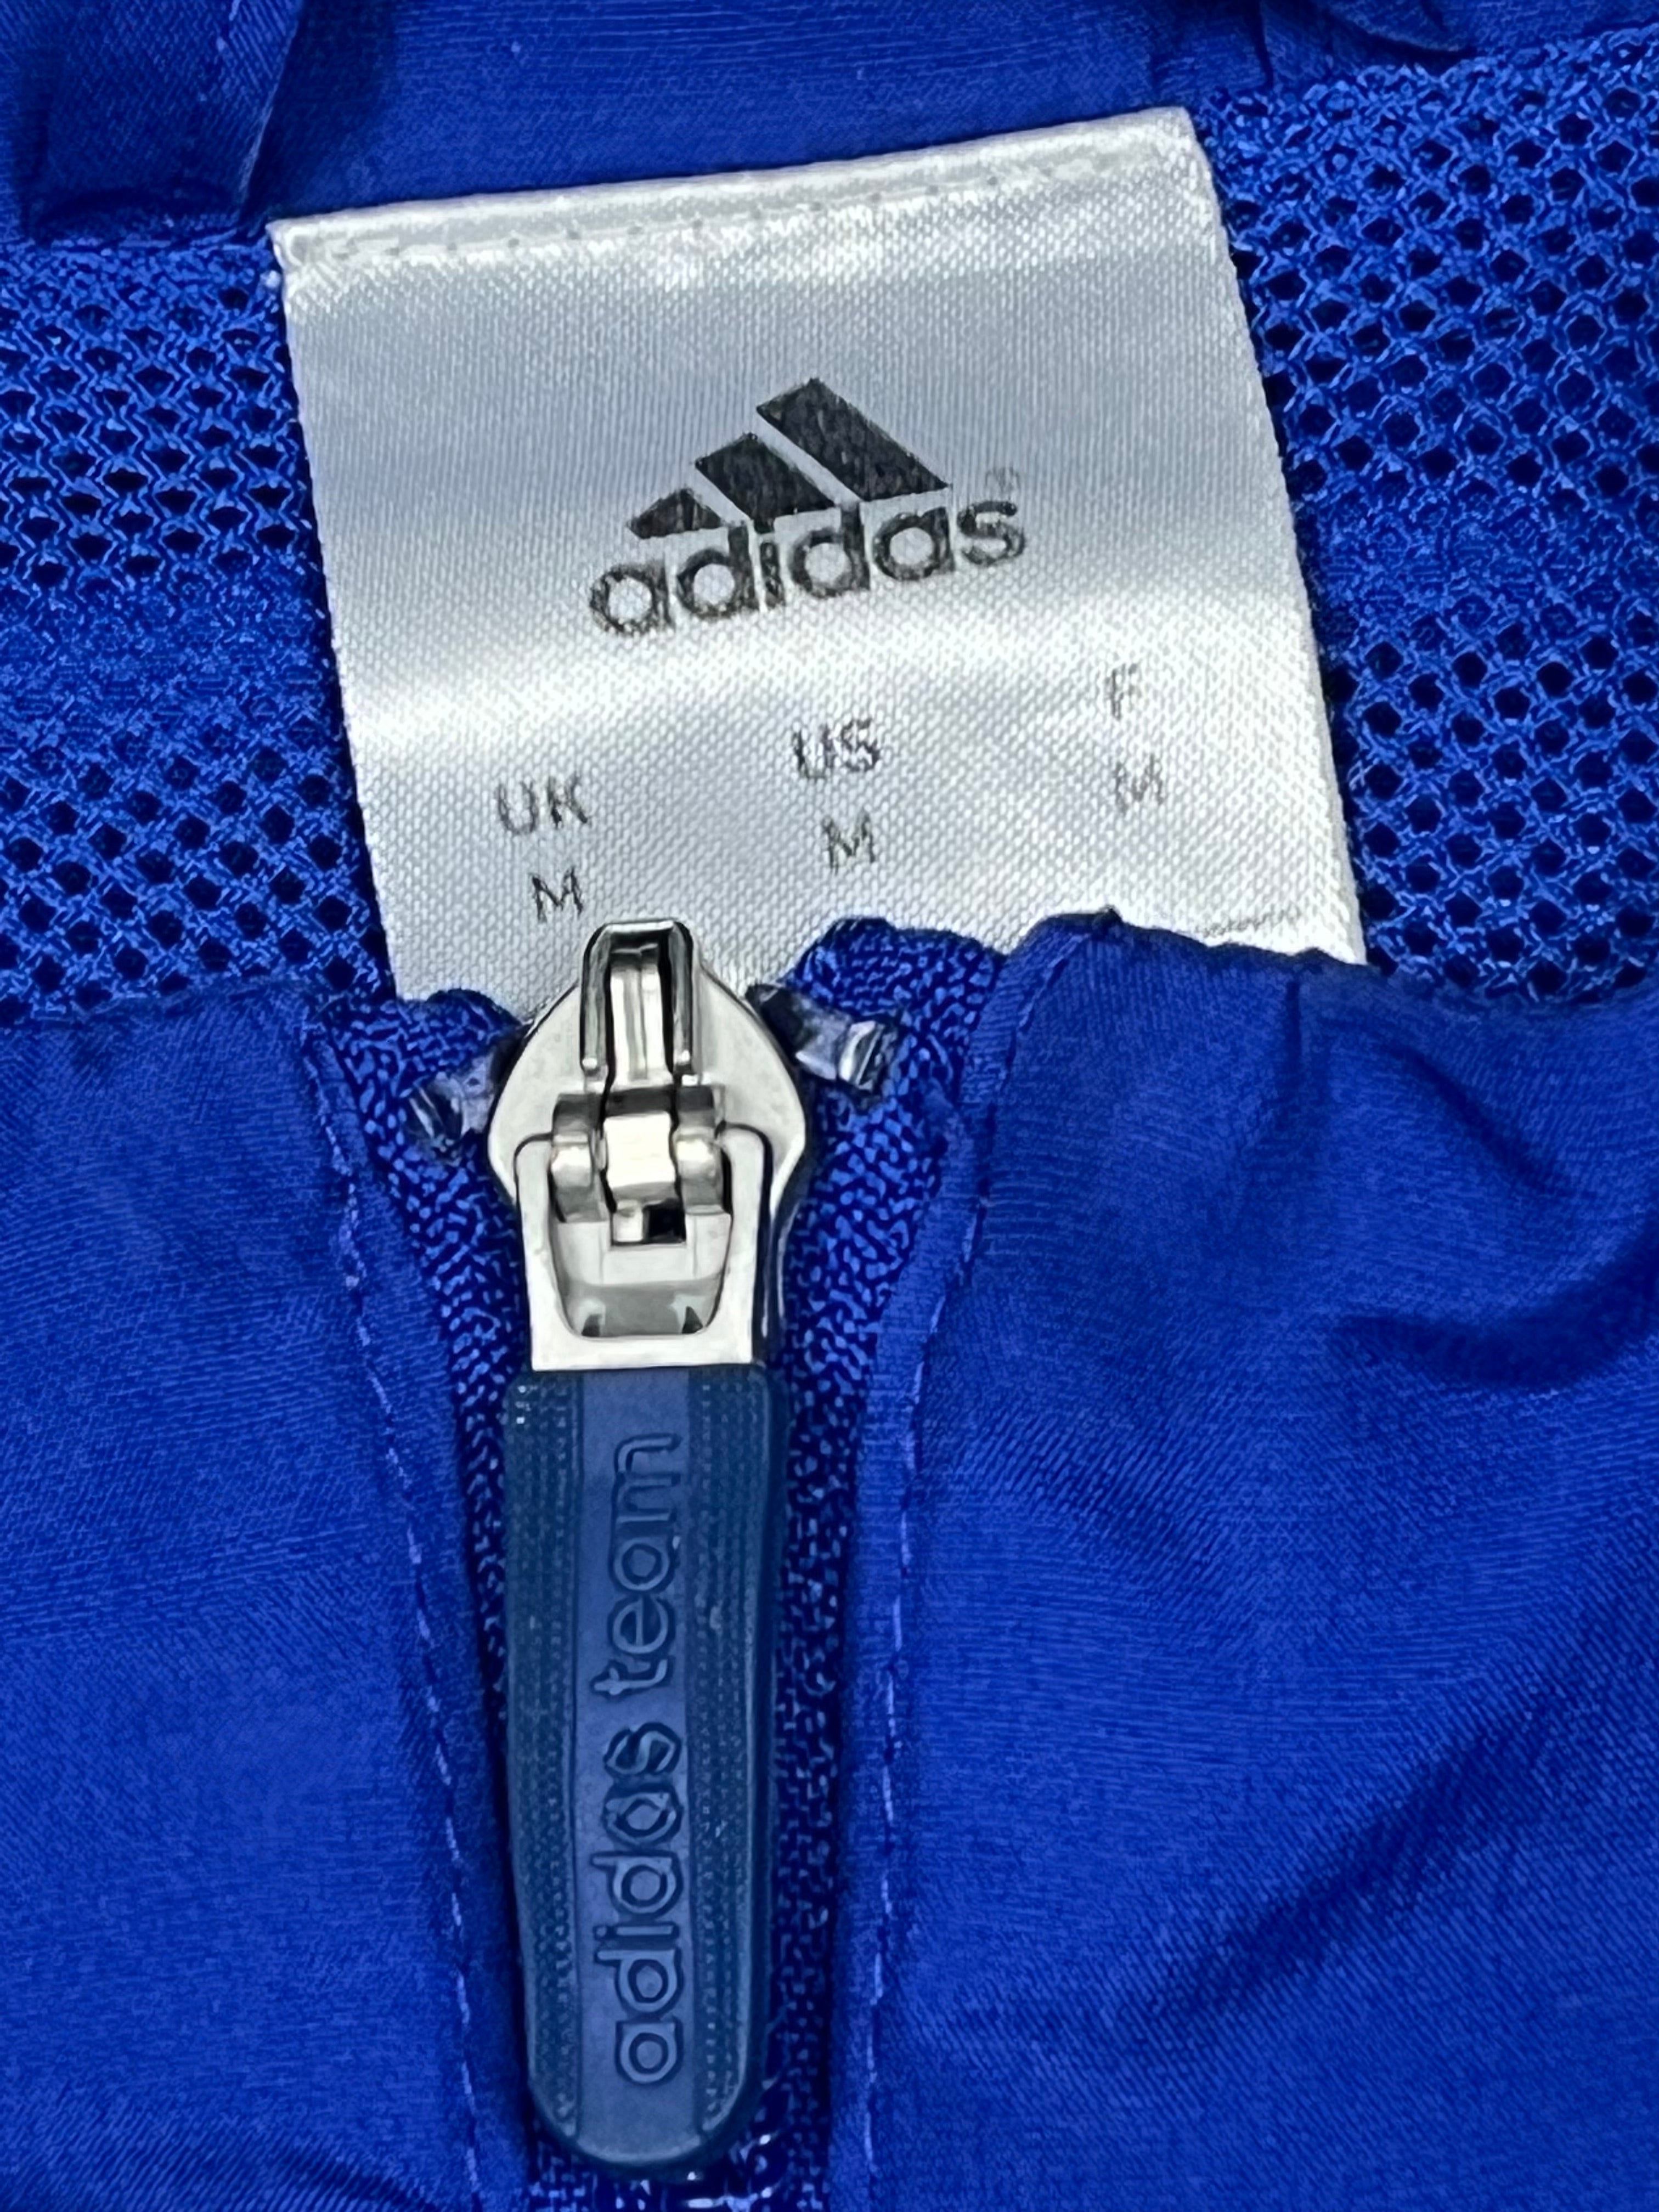 adidas®
UK US F
M M M
adidas team